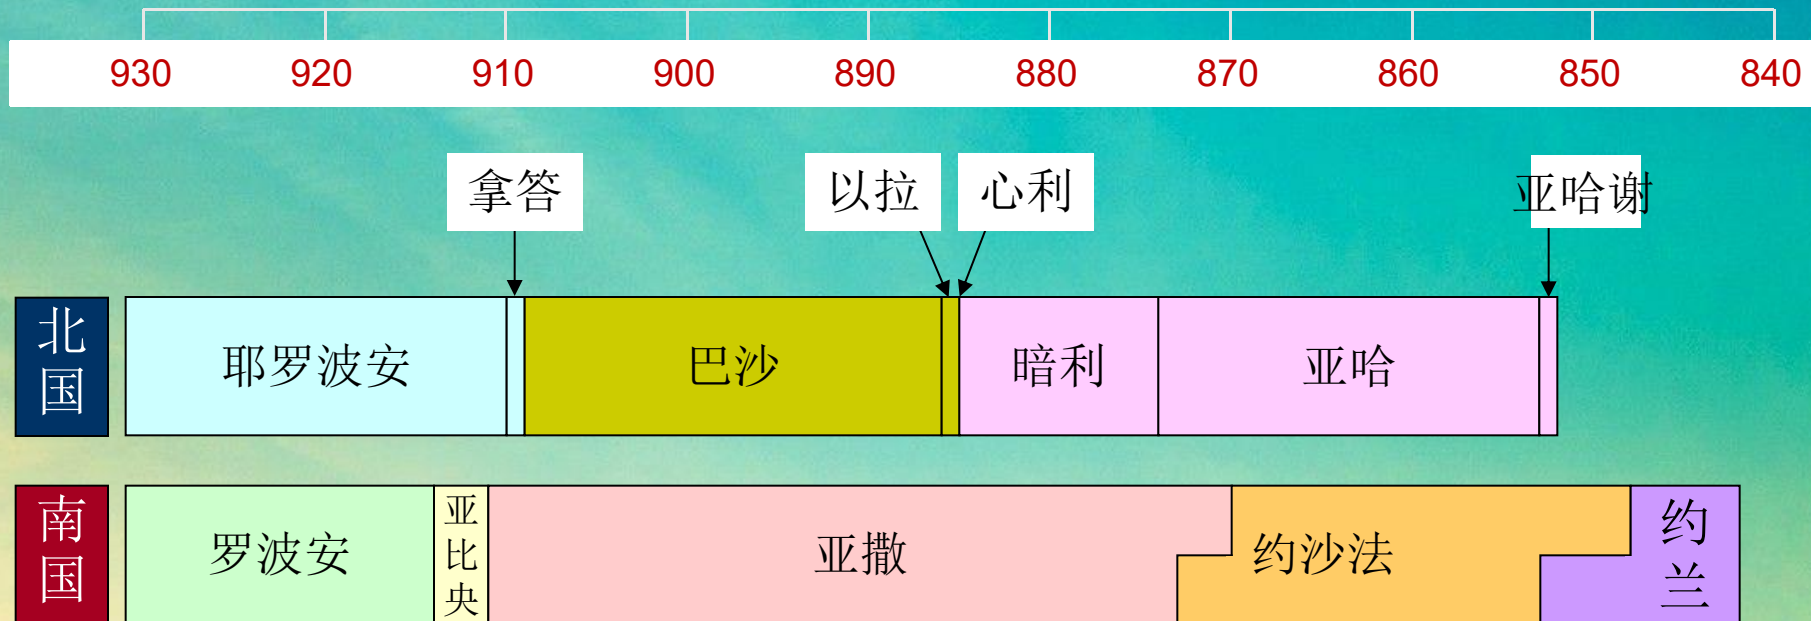 930 920 910 900 890 880 870 860 850 840
拿答 以拉 心利 亚哈谢
北国 耶罗波安 巴沙 暗利 亚哈
南国 罗波安 亚比央 亚撒 约沙法 约兰